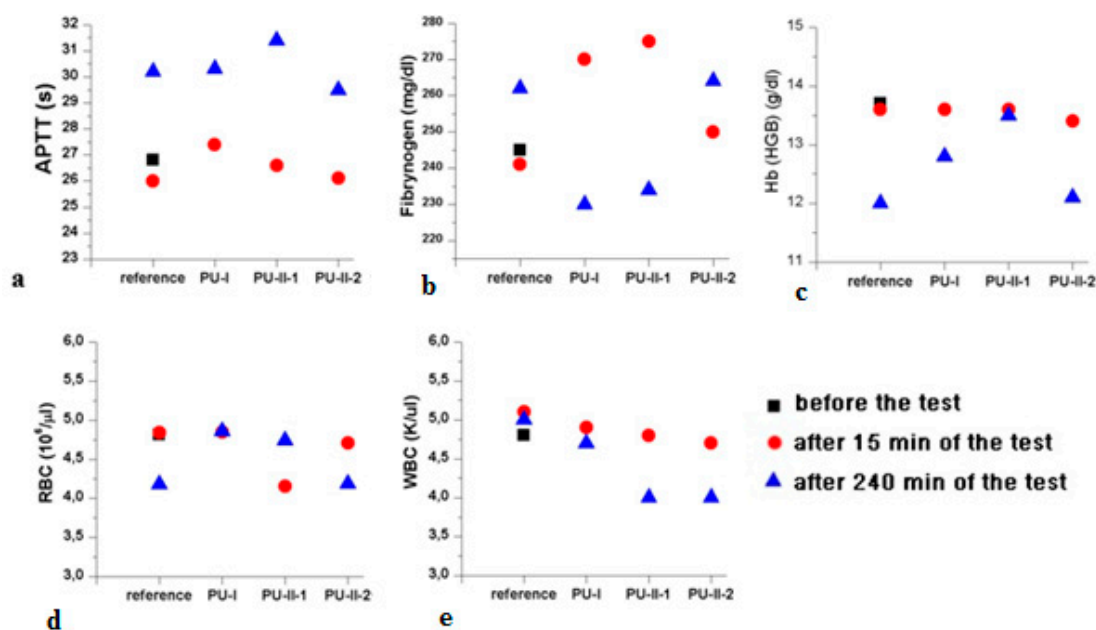 APTT (s)
32
31
30
29
28
27
26
25
24
23
reference PU-I PU-II-1 PU-II-2
a
Fibrynogen (mg/dl)
280
270
260
250
240
230
220
reference PU-I PU-II-1 PU-II-2
b
Hb (HGB) (g/dl)
15
14
13
12
11
reference PU-I PU-II-1 PU-II-2
c
RBC (10⁶/µl)
6,0
5,5
5,0
4,5
4,0
3,5
3,0
reference PU-I PU-II-1 PU-II-2
d
WBC (K/ul)
6,0
5,5
5,0
4,5
4,0
3,5
3,0
reference PU-I PU-II-1 PU-II-2
e
before the test
after 15 min of the test
after 240 min of the test